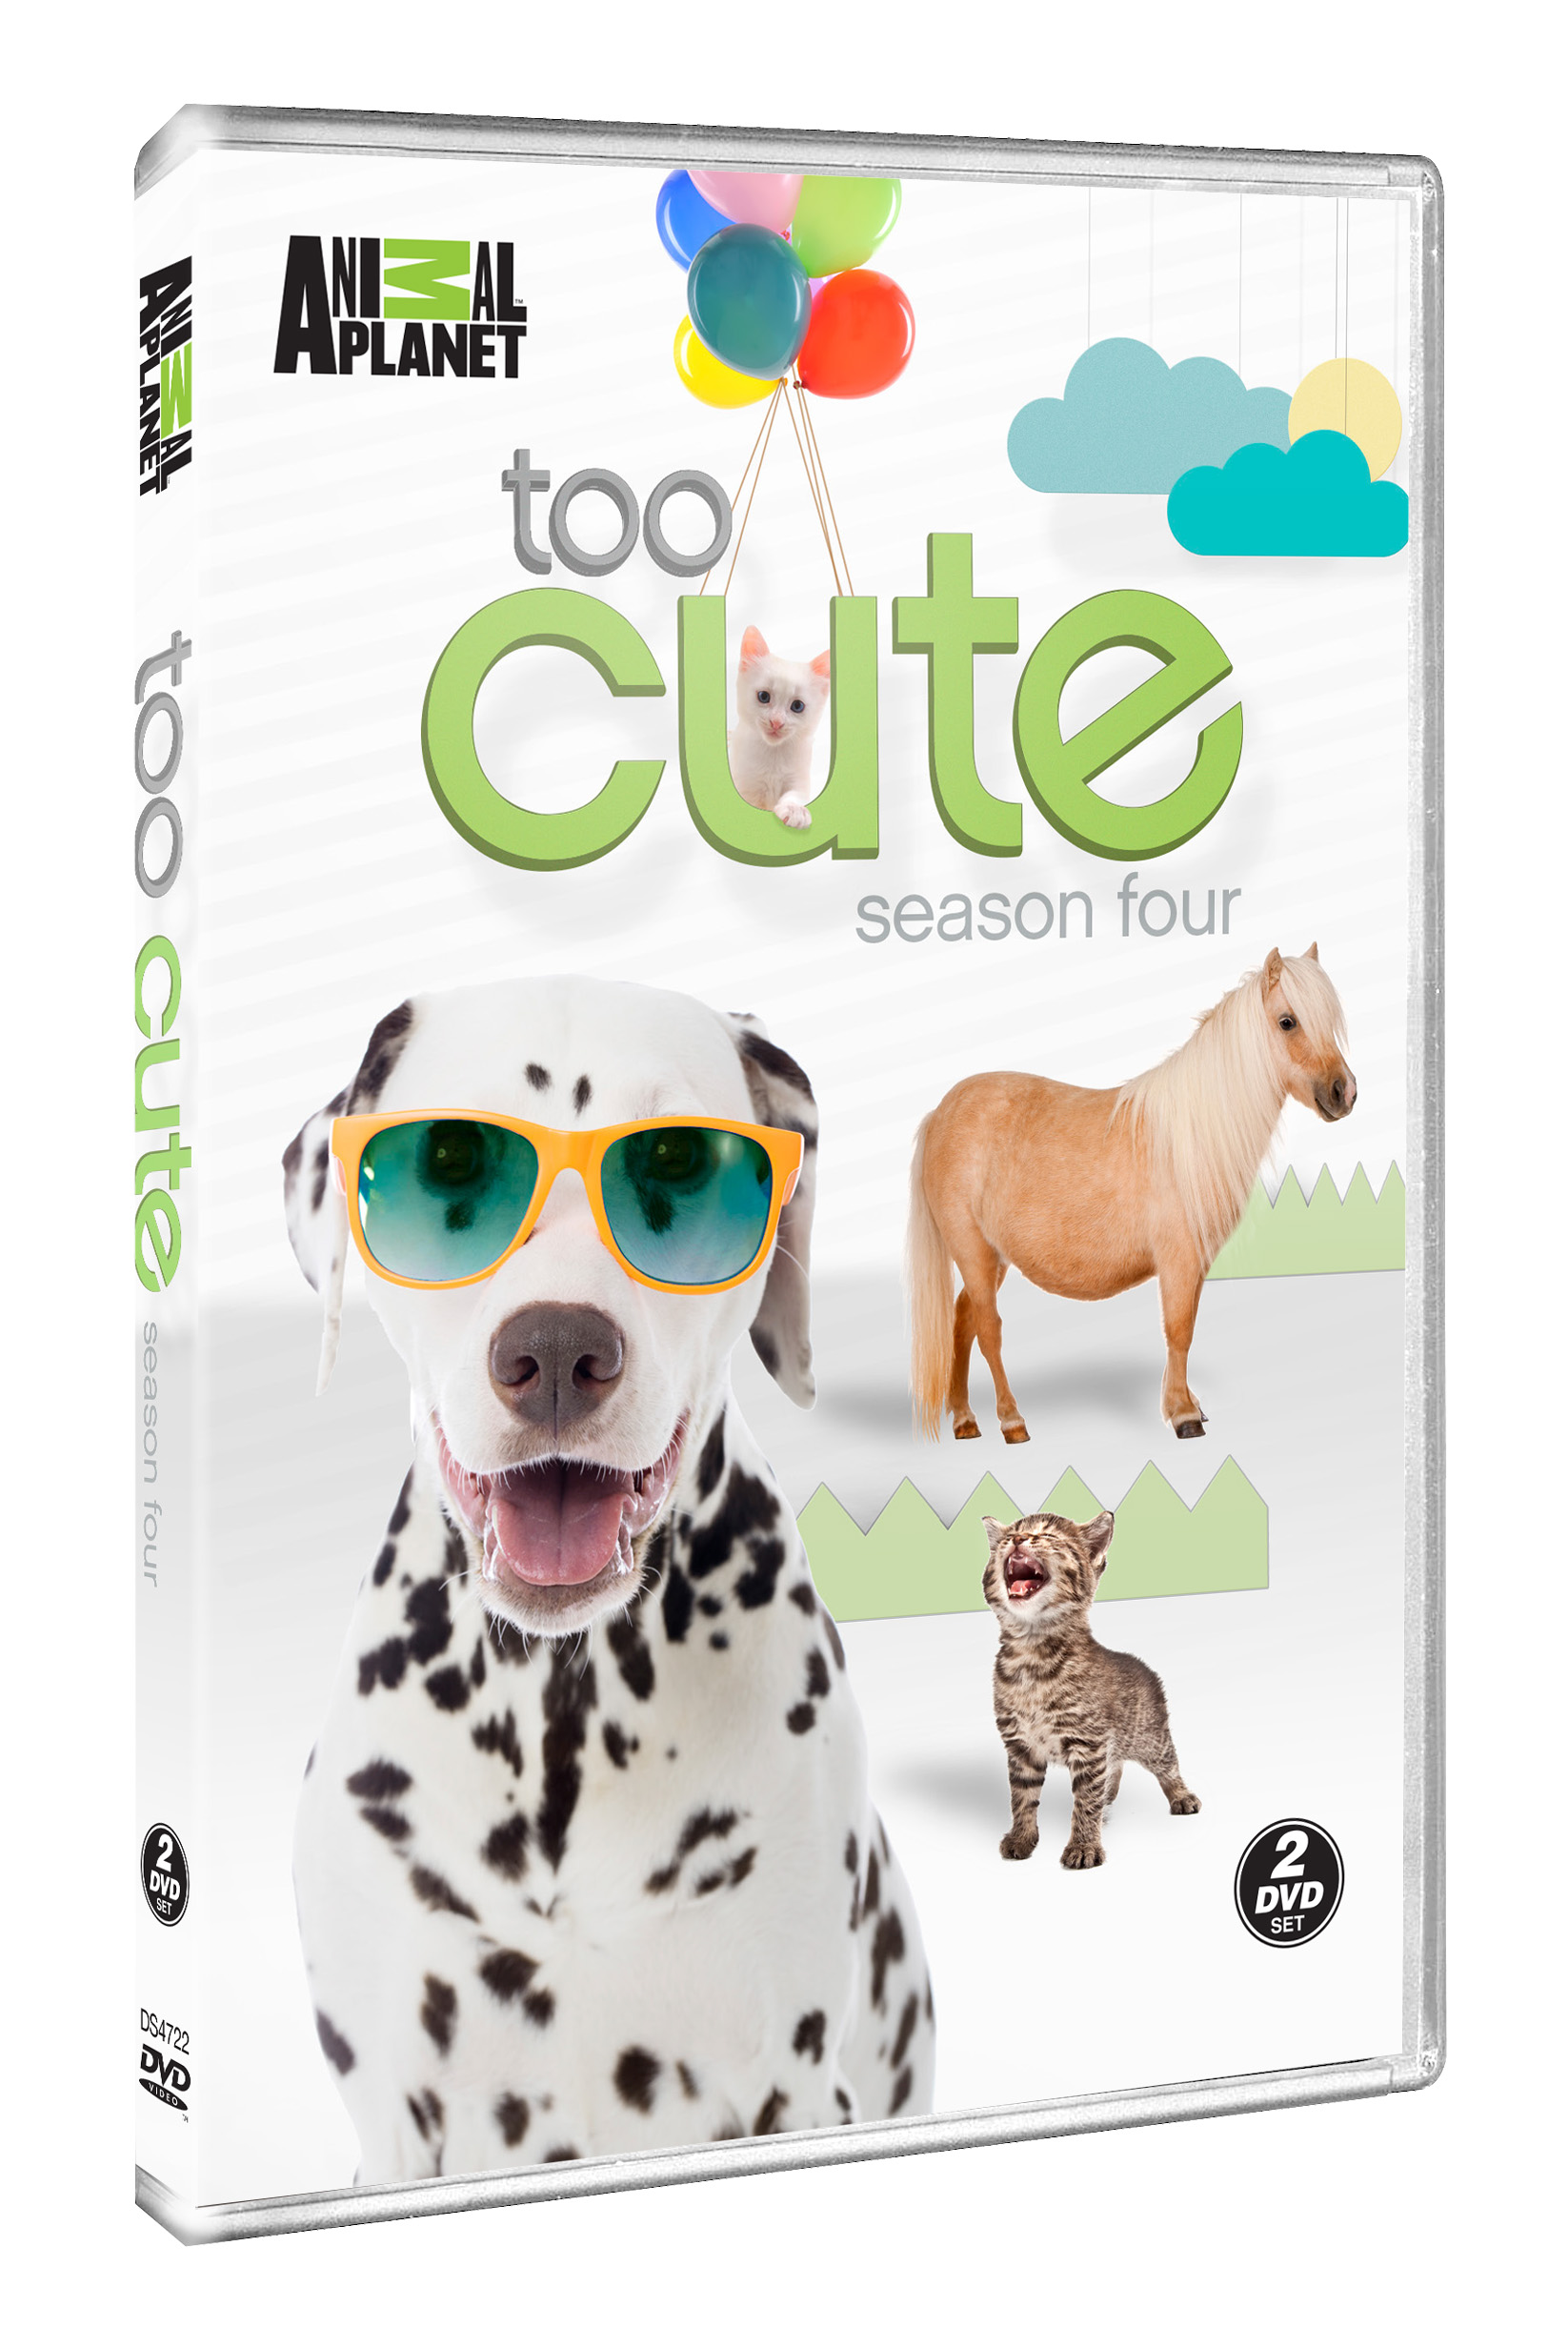 ANIMAL
PLANET
too
cute
season four
2
DVD
SET
ANIMAL
PLANET
too cute season four
2
DVD
SET
DS4722
DVD
VIDEO